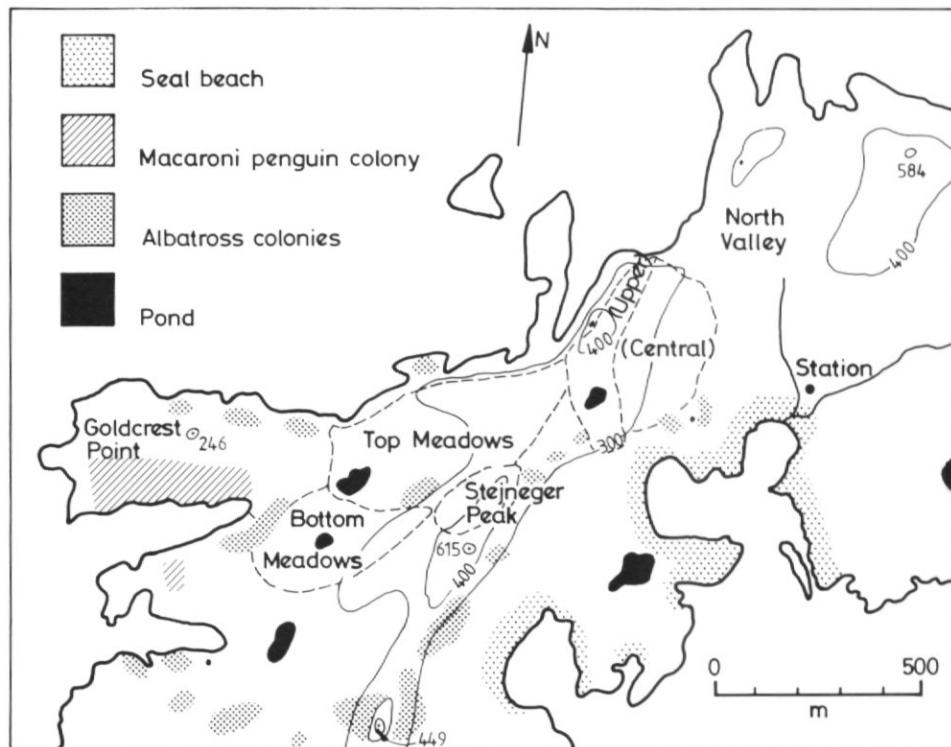 Seal beach
Macaroni penguin colony
Albatross colonies
Pond
N
584
North
Valley
400
(Upper)
400
(Central)
Station
Goldcrest
Point
246
Top Meadows
300
Stejneger
Peak
Bottom
Meadows
615
400
449
0 500
m